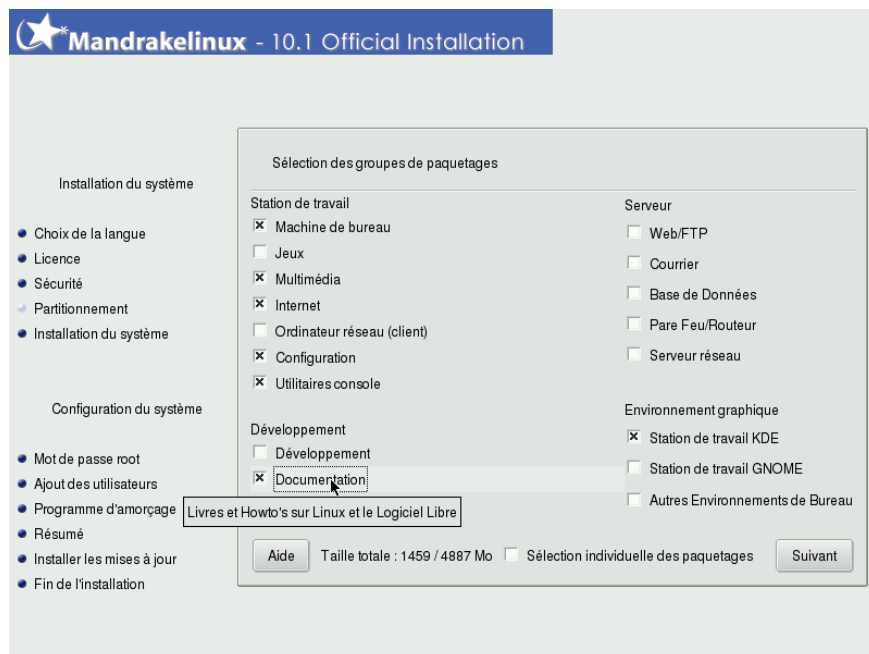 Mandrakelinux - 10.1 Official Installation
Installation du système
Choix de la langue
Licence
Sécurité
Partitionnement
Installation du système
Configuration du système
Mot de passe root
Ajout des utilisateurs
Programme d'amorçage
Résumé
Installer les mises à jour
Fin de l'installation
Sélection des groupes de paquetages
Station de travail
Machine de bureau
Jeux
Multimédia
Internet
Ordinateur réseau (client)
Configuration
Utilitaires console
Développement
Développement
Documentation
Livres et Howto's sur Linux et le Logiciel Libre
Serveur
Web/FTP
Courrier
Base de Données
Pare Feu/Routeur
Serveur réseau
Environnement graphique
Station de travail KDE
Station de travail GNOME
Autres Environnements de Bureau
Aide Taille totale : 1459 / 4887 Mo Sélection individuelle des paquetages Suivant